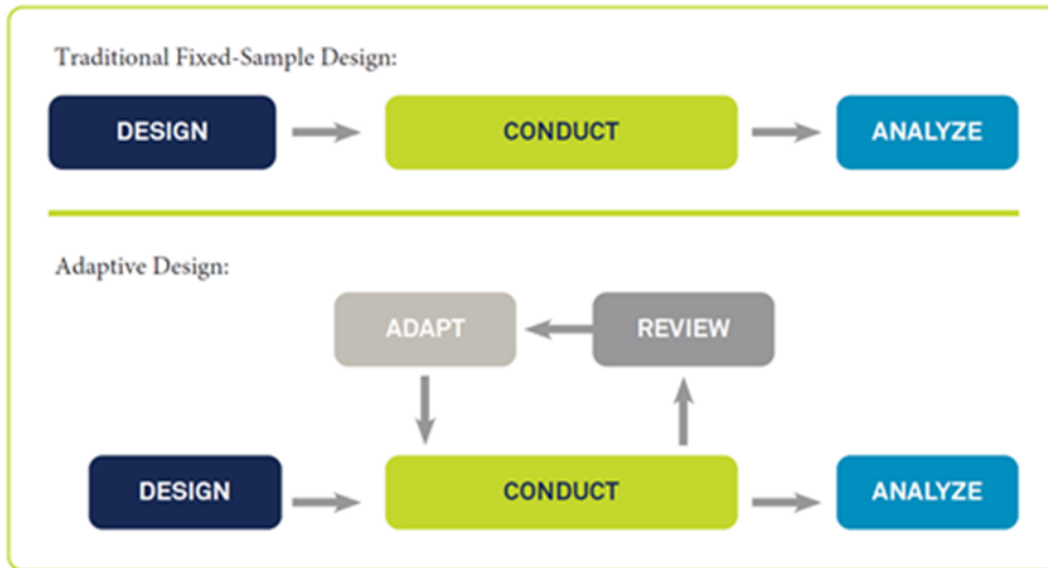 Traditional Fixed-Sample Design:
DESIGN
CONDUCT
ANALYZE
Adaptive Design:
ADAPT
REVIEW
DESIGN
CONDUCT
ANALYZE